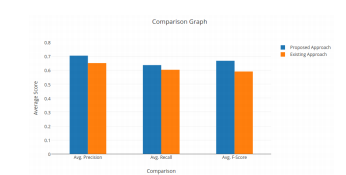 Comparison Graph
Proposed Approach
Existing Approach
0.8
0.7
0.6
0.5
0.4
0.3
0.2
0.1
0
Average Score
Avg. Precision
Avg. Recall
Avg. F-Score
Comparison